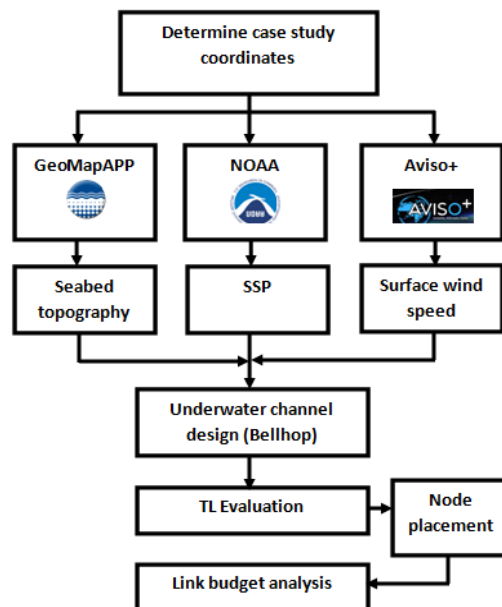 Determine case study
coordinates
GeoMapAPP
NOAA
Aviso+
AVISO+
Seabed
topography
SSP
Surface wind
speed
Underwater channel
design (Bellhop)
TL Evaluation
Node
placement
Link budget analysis